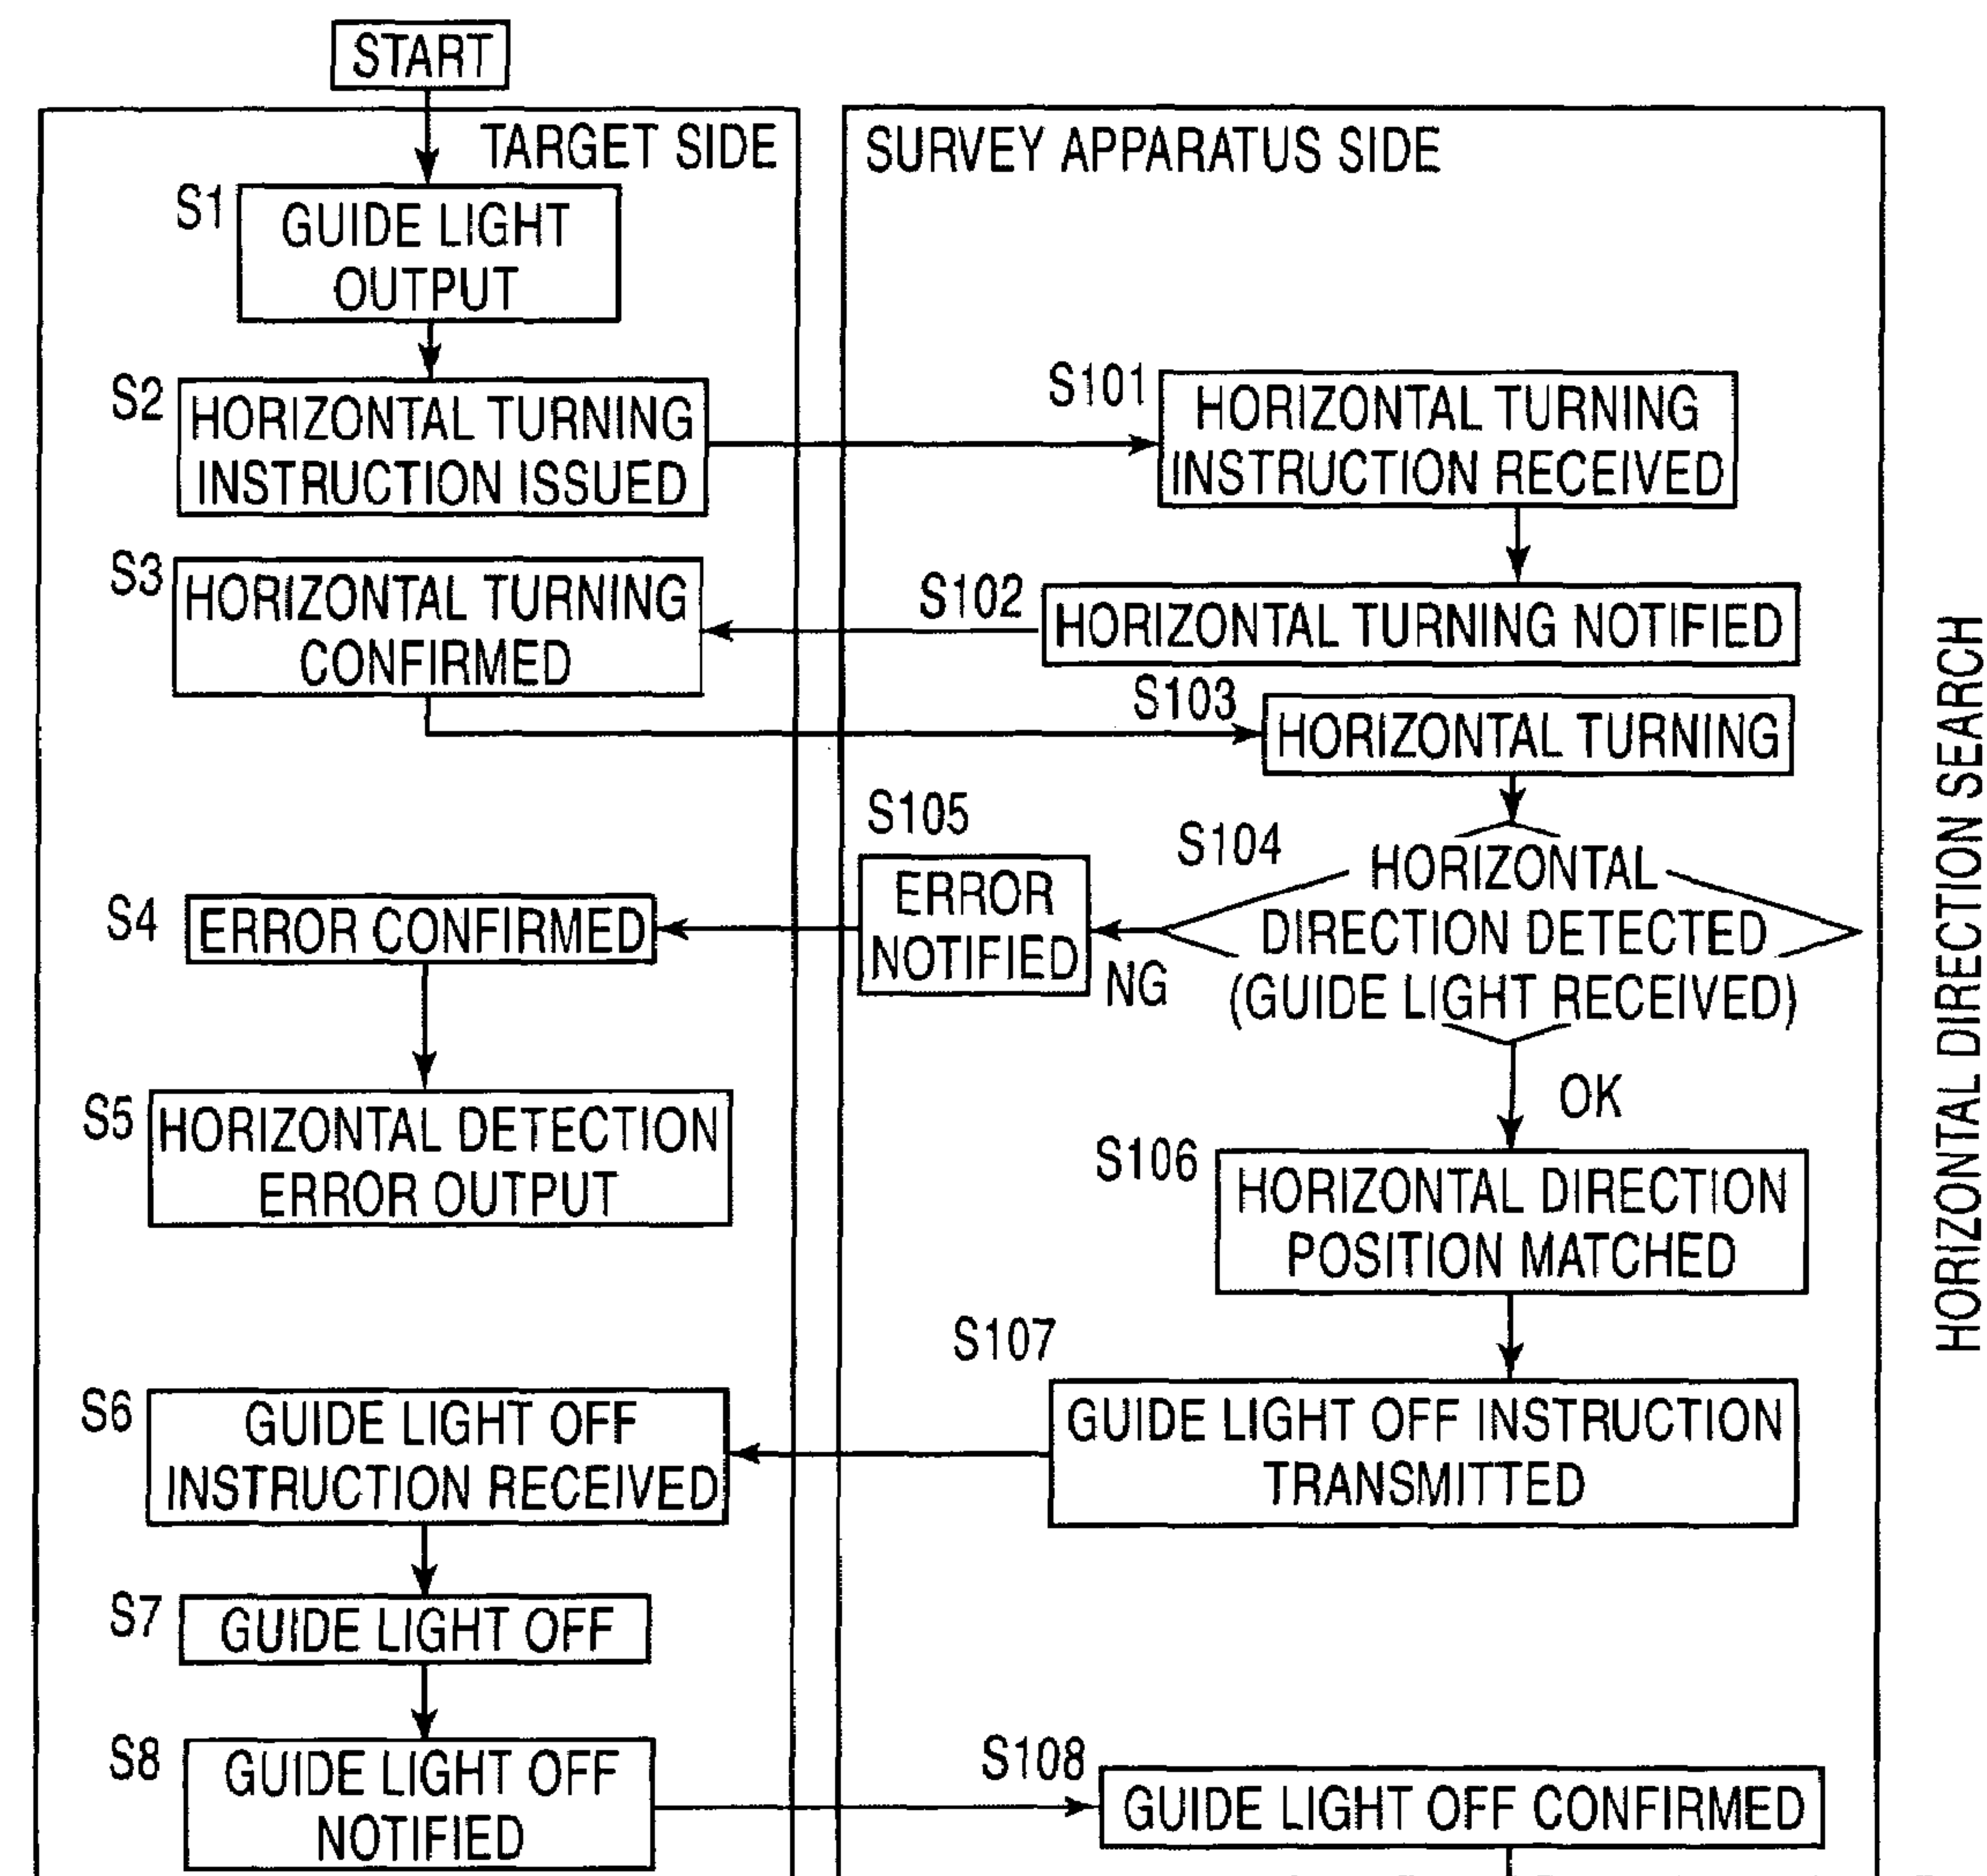 START
TARGET SIDE
SURVEY APPARATUS SIDE
S1
GUIDE LIGHT
OUTPUT
S2
HORIZONTAL TURNING
INSTRUCTION ISSUED
S101
HORIZONTAL TURNING
INSTRUCTION RECEIVED
S3
HORIZONTAL TURNING
CONFIRMED
S102
HORIZONTAL TURNING NOTIFIED
S103
HORIZONTAL TURNING
S104
HORIZONTAL
DIRECTION DETECTED
(GUIDE LIGHT RECEIVED)
NG
OK
S105
ERROR
NOTIFIED
S4
ERROR CONFIRMED
S5
HORIZONTAL DETECTION
ERROR OUTPUT
S106
HORIZONTAL DIRECTION
POSITION MATCHED
S107
GUIDE LIGHT OFF INSTRUCTION
TRANSMITTED
S6
GUIDE LIGHT OFF
INSTRUCTION RECEIVED
S7
GUIDE LIGHT OFF
S8
GUIDE LIGHT OFF
NOTIFIED
S108
GUIDE LIGHT OFF CONFIRMED
HORIZONTAL DIRECTION SEARCH